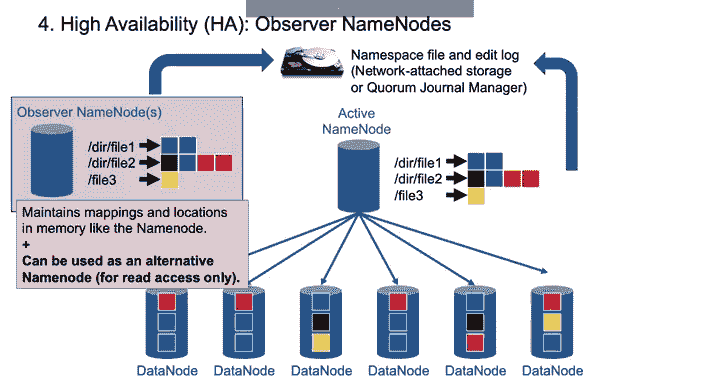 4. High Availability (HA): Observer NameNodes
Namespace file and edit log
(Network-attached storage
or Quorum Journal Manager)
Observer NameNode(s)
/dir/file1
/dir/file2
/file3
Maintains mappings and locations
in memory like the Namenode.
+
Can be used as an alternative
Namenode (for read access only).
Active
NameNode
/dir/file1
/dir/file2
/file3
DataNode DataNode DataNode DataNode DataNode DataNode